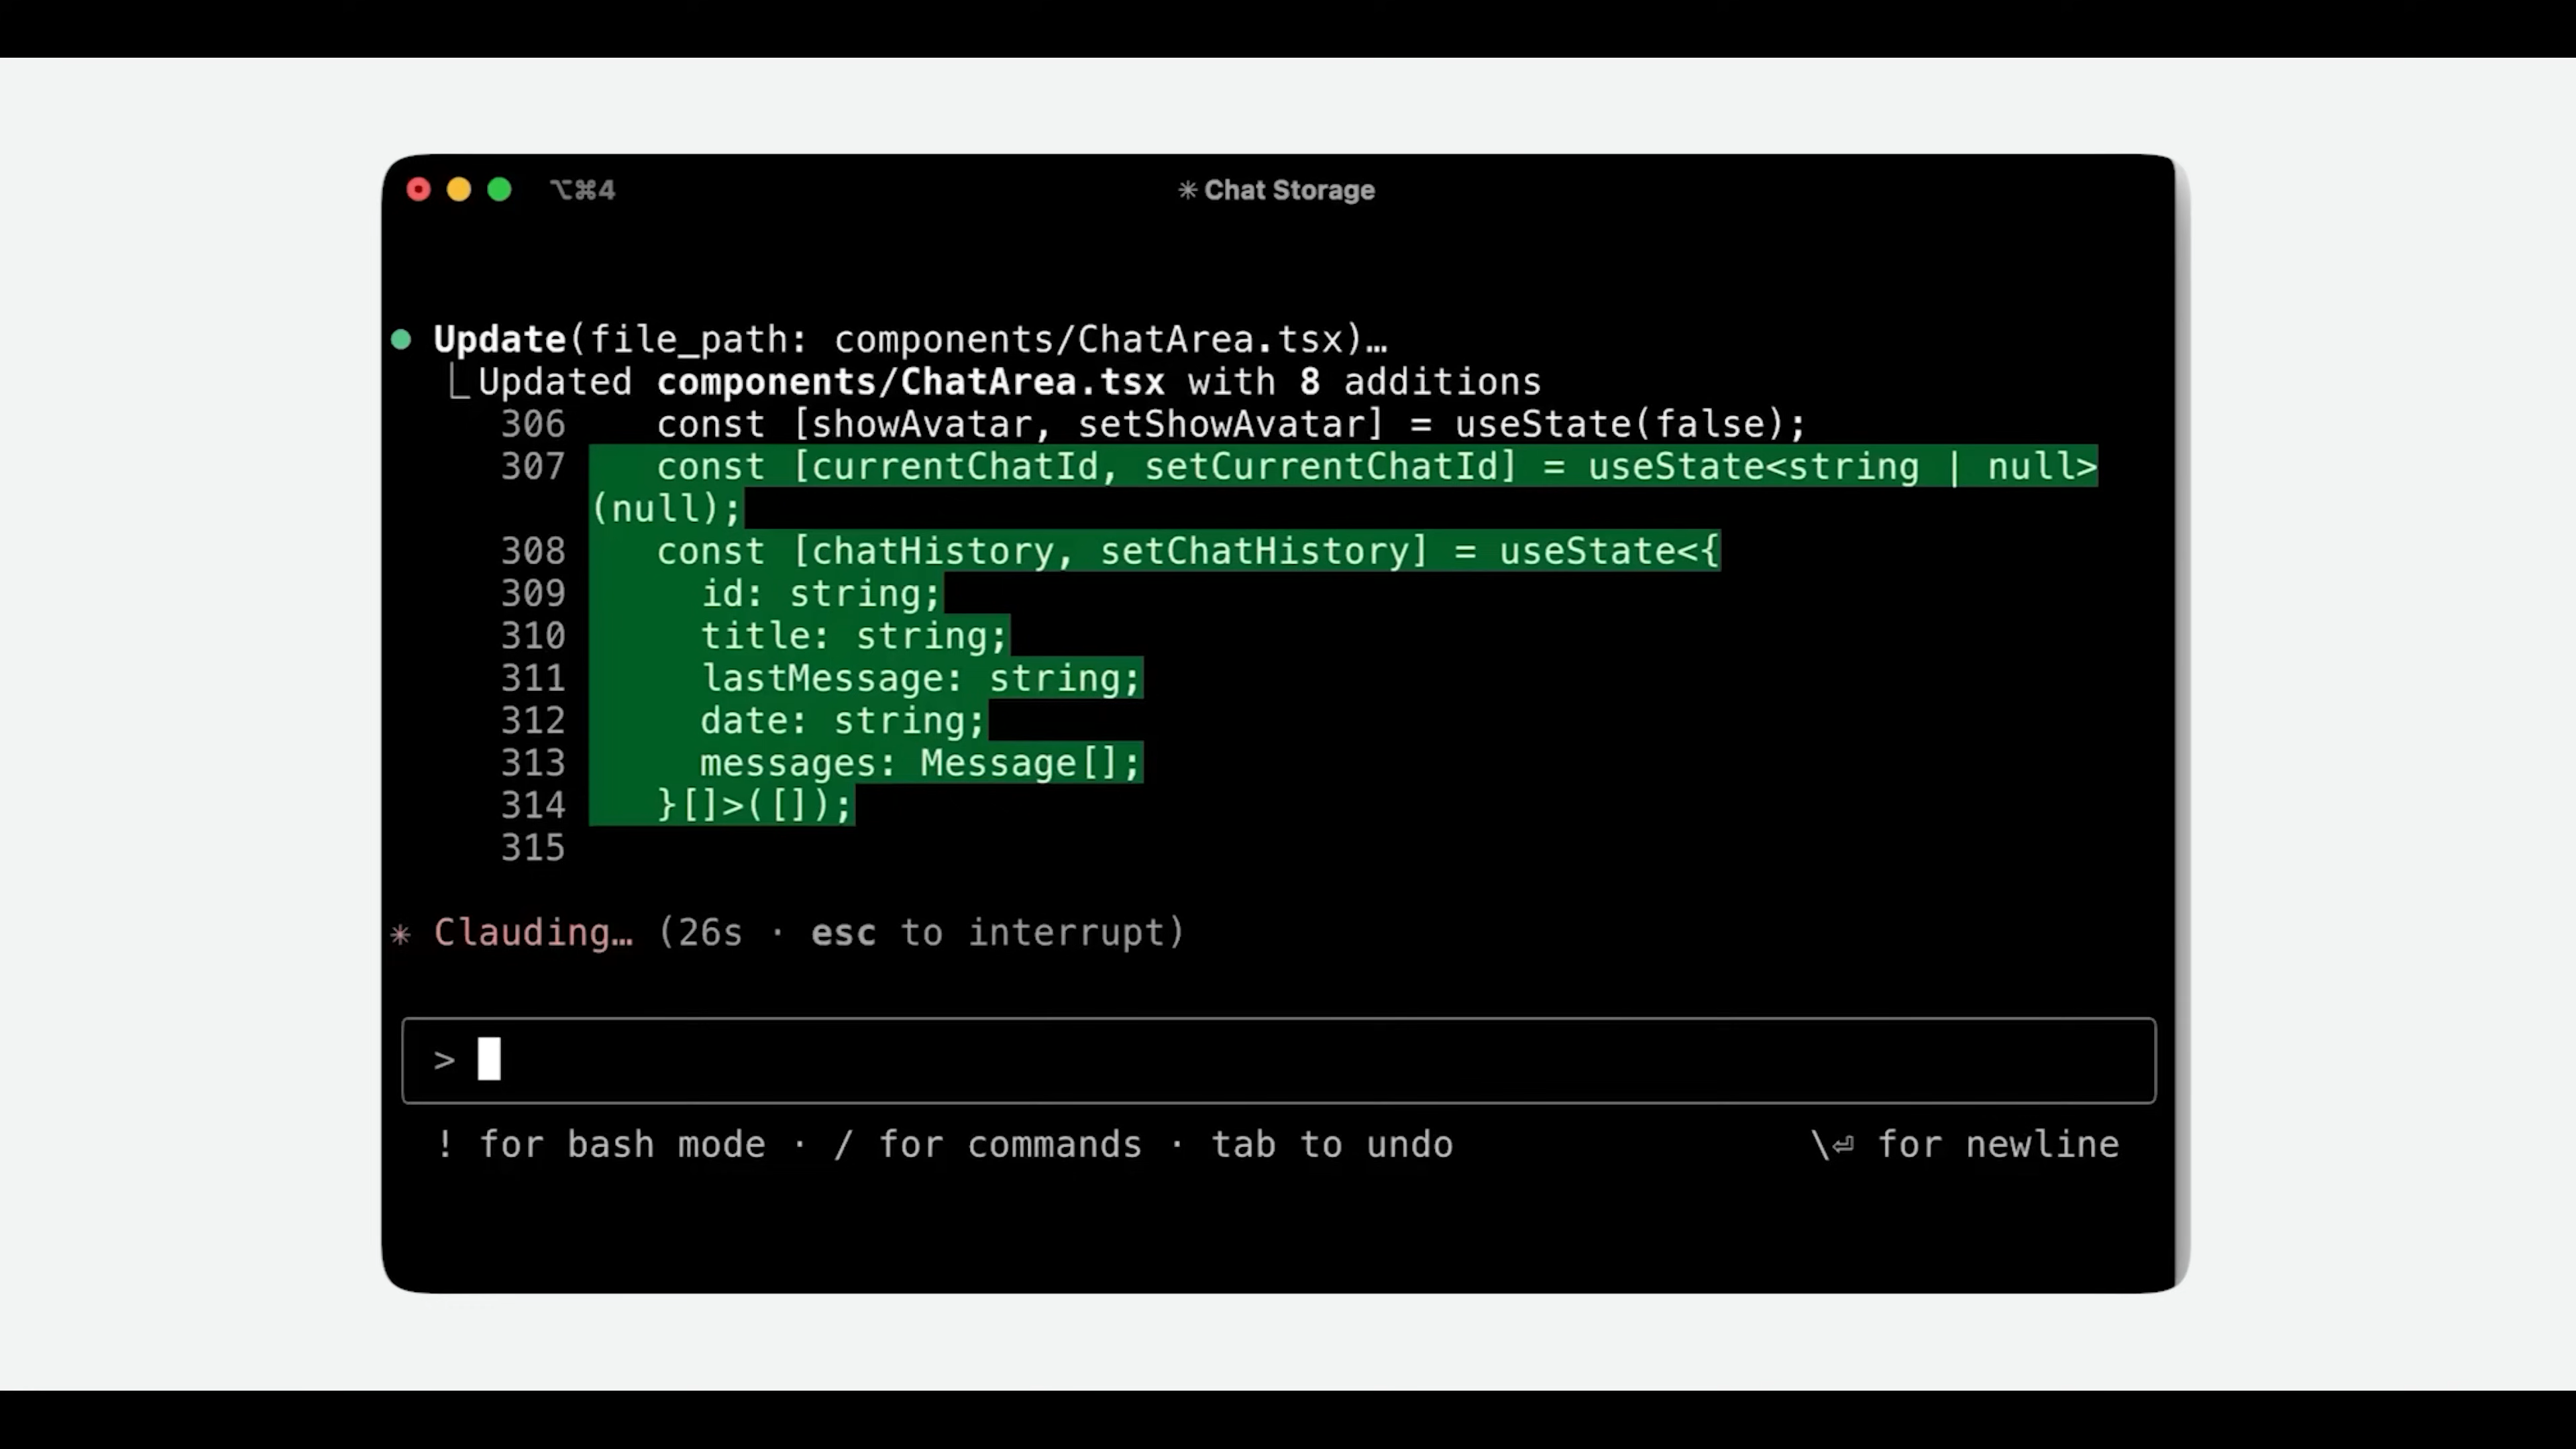 ⌥⌘4
✳ Chat Storage
● Update(file_path: components/ChatArea.tsx)…
⎿ Updated components/ChatArea.tsx with 8 additions
306    const [showAvatar, setShowAvatar] = useState(false);
307    const [currentChatId, setCurrentChatId] = useState<string | null>
(null);
308    const [chatHistory, setChatHistory] = useState<{
309      id: string;
310      title: string;
311      lastMessage: string;
312      date: string;
313      messages: Message[];
314    }[]>([]);
315
✳ Clauding… (26s · esc to interrupt)
>
! for bash mode · / for commands · tab to undo
\⏎ for newline